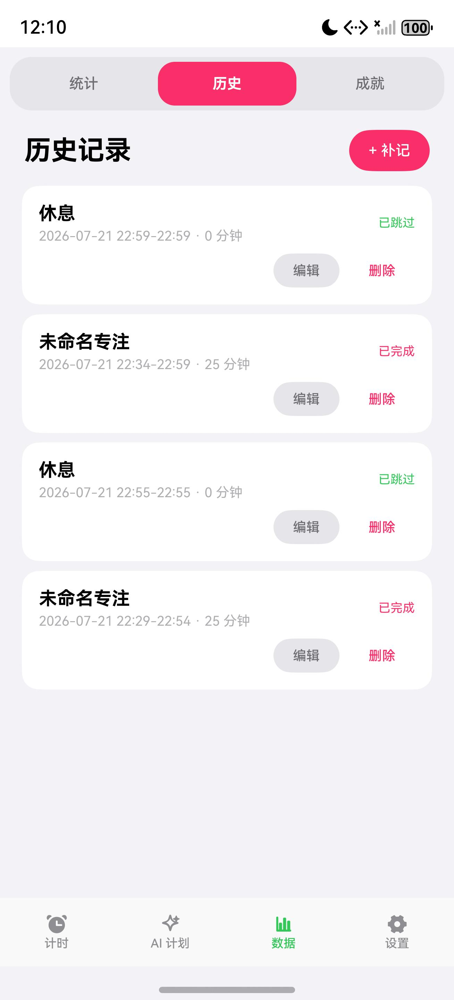 12:10
100
统计
历史
成就
历史记录
+ 补记
休息
已跳过
2026-07-21 22:59-22:59 · 0 分钟
编辑
删除
未命名专注
已完成
2026-07-21 22:34-22:59 · 25 分钟
编辑
删除
休息
已跳过
2026-07-21 22:55-22:55 · 0 分钟
编辑
删除
未命名专注
已完成
2026-07-21 22:29-22:54 · 25 分钟
编辑
删除
计时
AI 计划
数据
设置